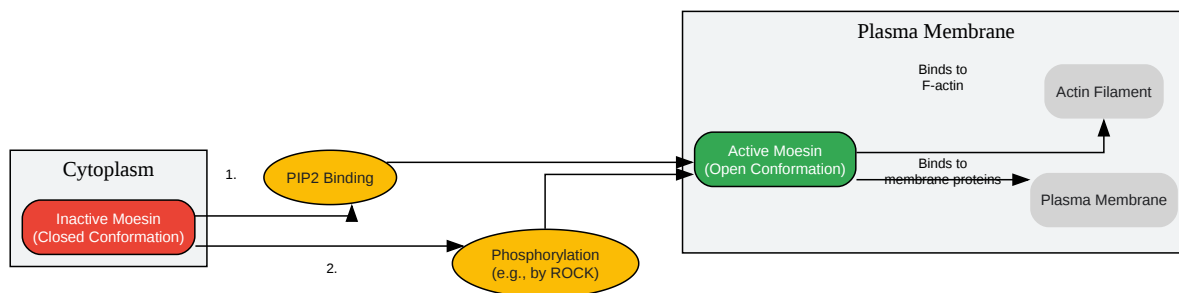 Cytoplasm
Inactive Moesin
(Closed Conformation)
1.
2.
PIP2 Binding
Phosphorylation
(e.g., by ROCK)
Plasma Membrane
Active Moesin
(Open Conformation)
Binds to
F-actin
Actin Filament
Binds to
membrane proteins
Plasma Membrane